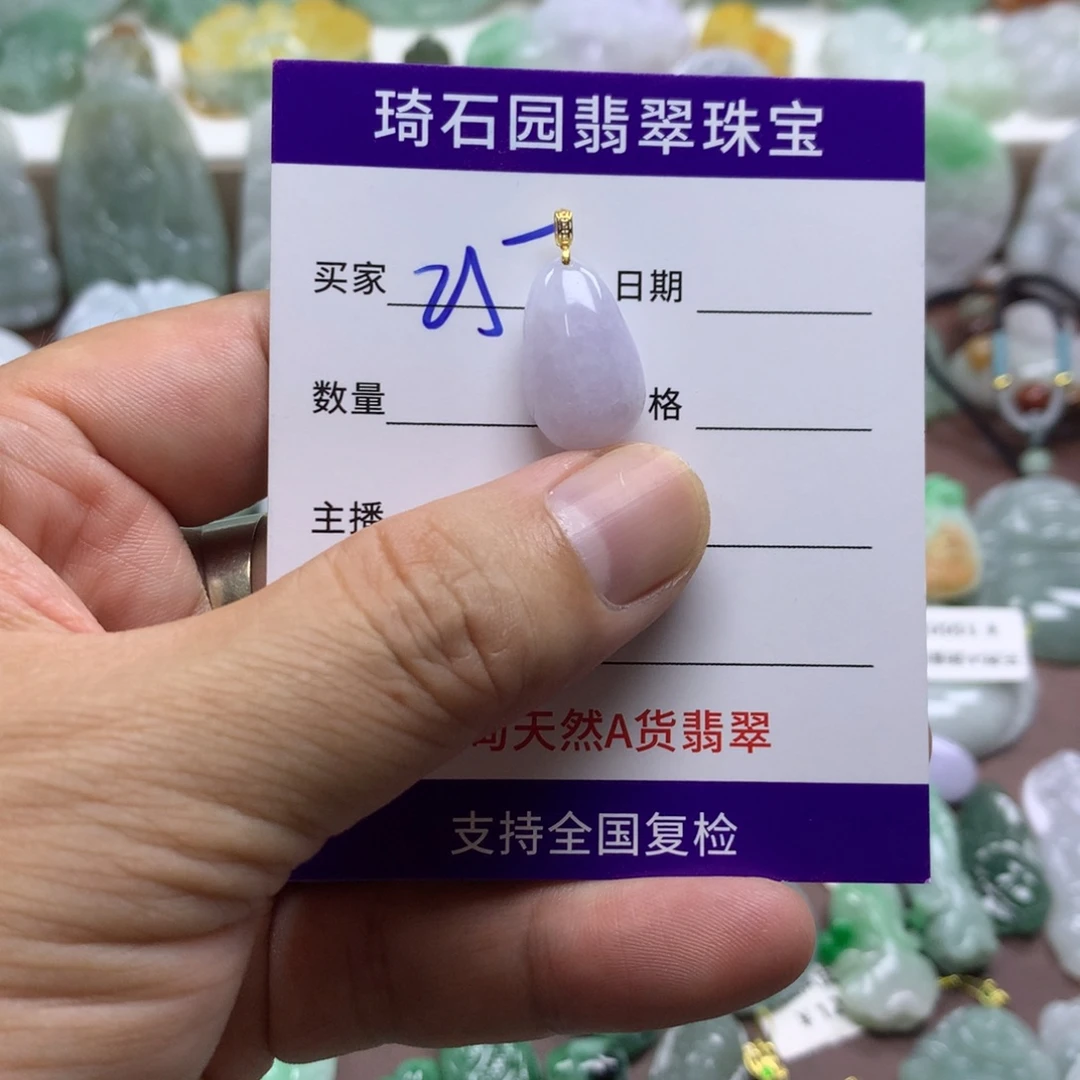 琦石园翡翠珠宝
买家 日期
数量 格
主播
天然A货翡翠
支持全国复检